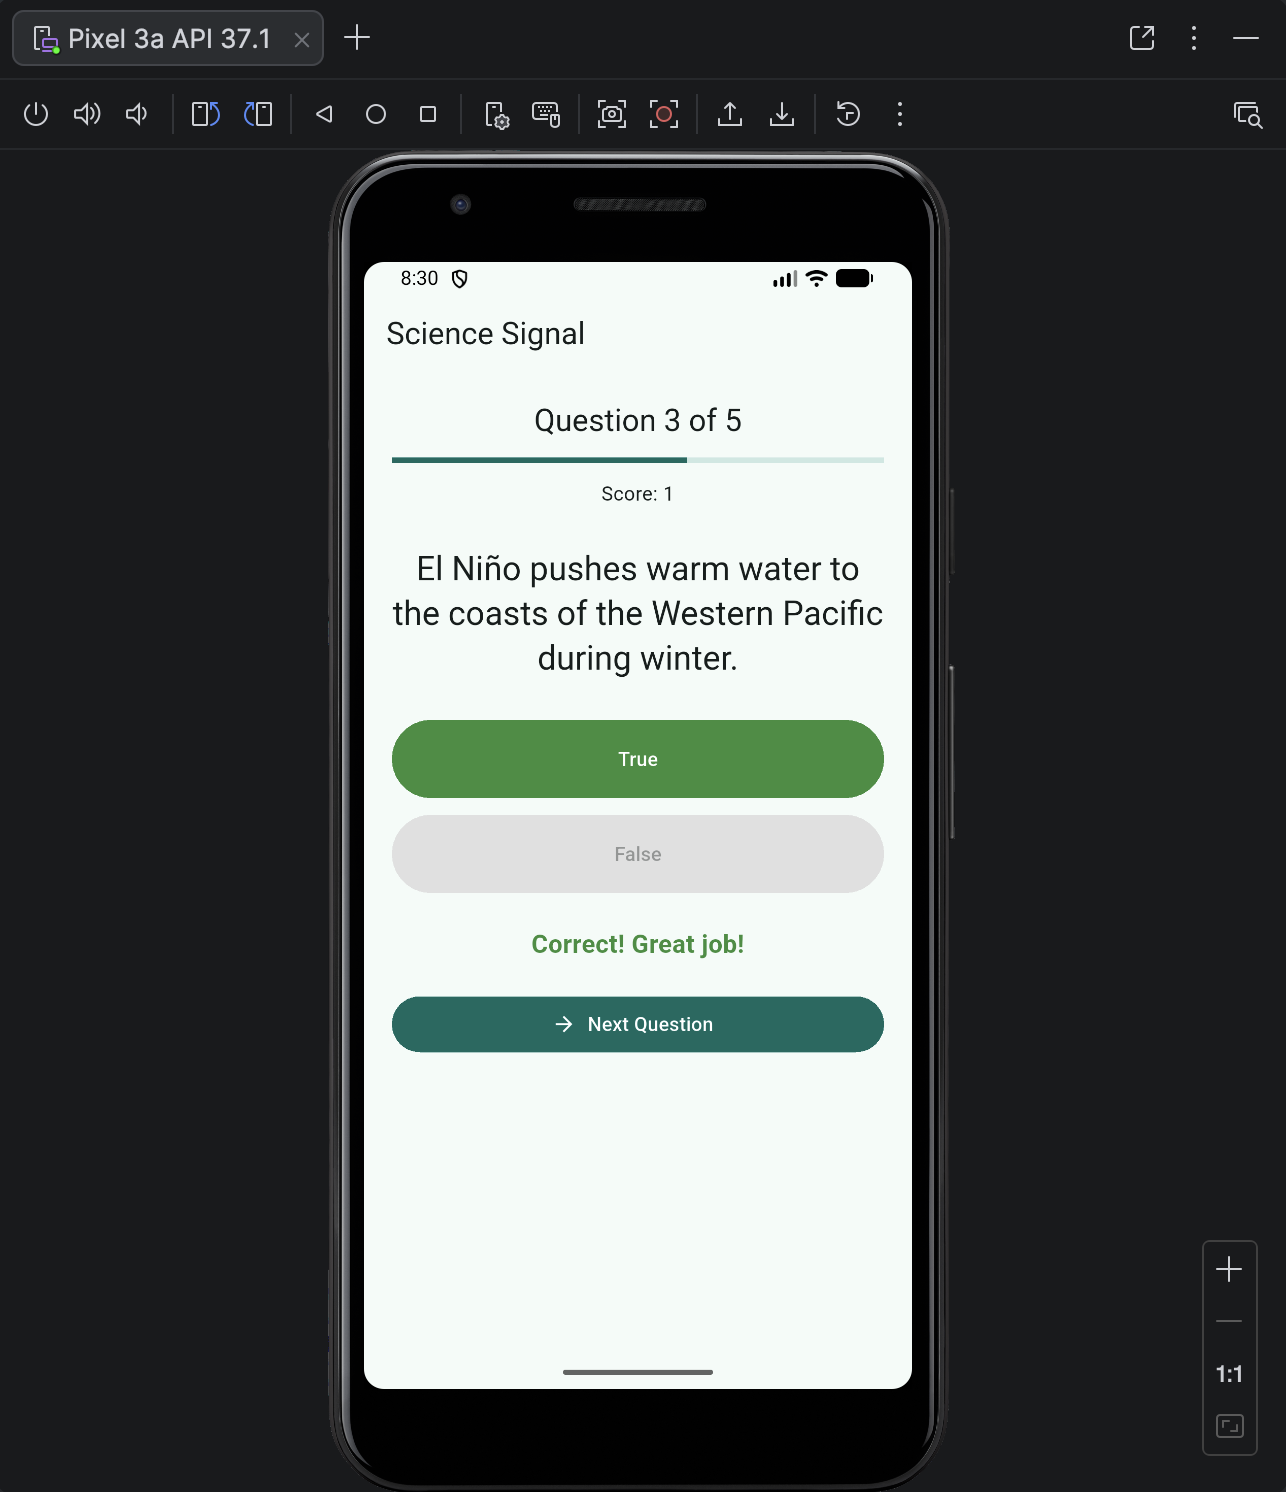 Pixel 3a API 37.1
8:30
Science Signal
Question 3 of 5
Score: 1
El Niño pushes warm water to
the coasts of the Western Pacific
during winter.
True
False
Correct! Great job!
Next Question
1:1